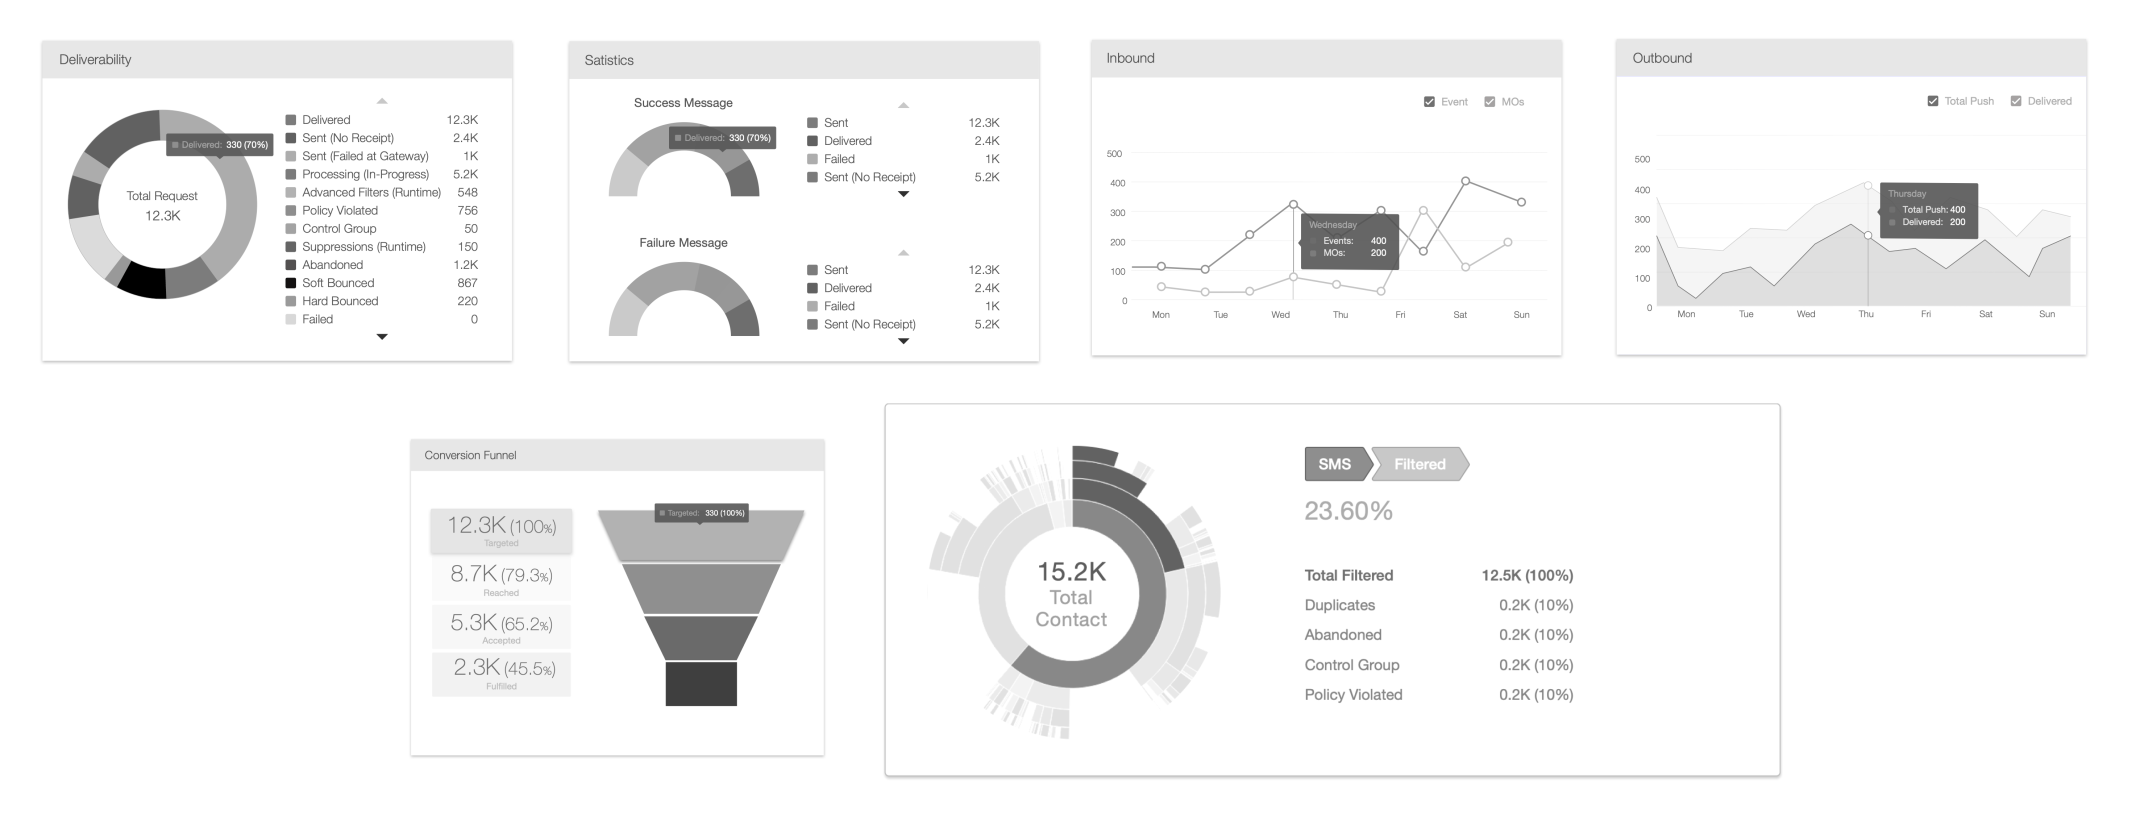 Deliverability
Delivered: 330 (70%)
Total Request
12.3K
Delivered 12.3K
Sent (No Receipt) 2.4K
Sent (Failed at Gateway) 1K
Processing (In-Progress) 5.2K
Advanced Filters (Runtime) 548
Policy Violated 756
Control Group 50
Suppressions (Runtime) 150
Abandoned 1.2K
Soft Bounced 867
Hard Bounced 220
Failed 0
Satistics
Success Message
Delivered: 330 (70%)
Sent 12.3K
Delivered 2.4K
Failed 1K
Sent (No Receipt) 5.2K
Failure Message
Sent 12.3K
Delivered 2.4K
Failed 1K
Sent (No Receipt) 5.2K
Inbound
Event MOs
500
400
300
200
100
0
Wednesday
Events: 400
MOs: 200
Mon Tue Wed Thu Fri Sat Sun
Outbound
Total Push Delivered
500
400
300
200
100
0
Thursday
Total Push: 400
Delivered: 200
Mon Tue Wed Thu Fri Sat Sun
Conversion Funnel
12.3K (100%)
Targeted
8.7K (79.3%)
Reached
5.3K (65.2%)
Accepted
2.3K (45.5%)
Fulfilled
Targeted: 330 (100%)
15.2K
Total
Contact
SMS Filtered
23.60%
Total Filtered 12.5K (100%)
Duplicates 0.2K (10%)
Abandoned 0.2K (10%)
Control Group 0.2K (10%)
Policy Violated 0.2K (10%)